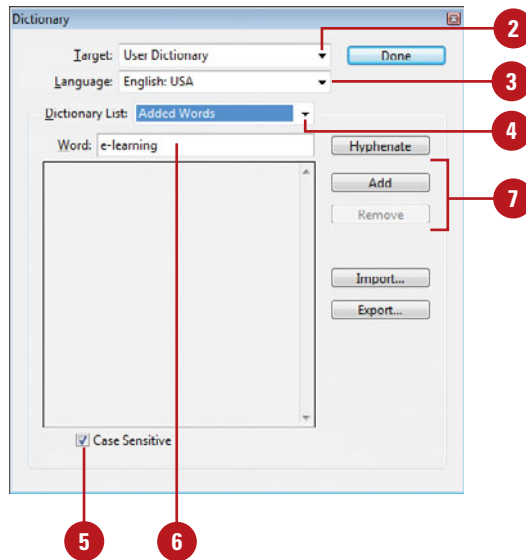 Dictionary
2
Target: User Dictionary
Done
Language: English: USA
3
Dictionary List: Added Words
4
Word: e-learning
Hyphenate
Add
7
Remove
Import...
Export...
Case Sensitive
5
6